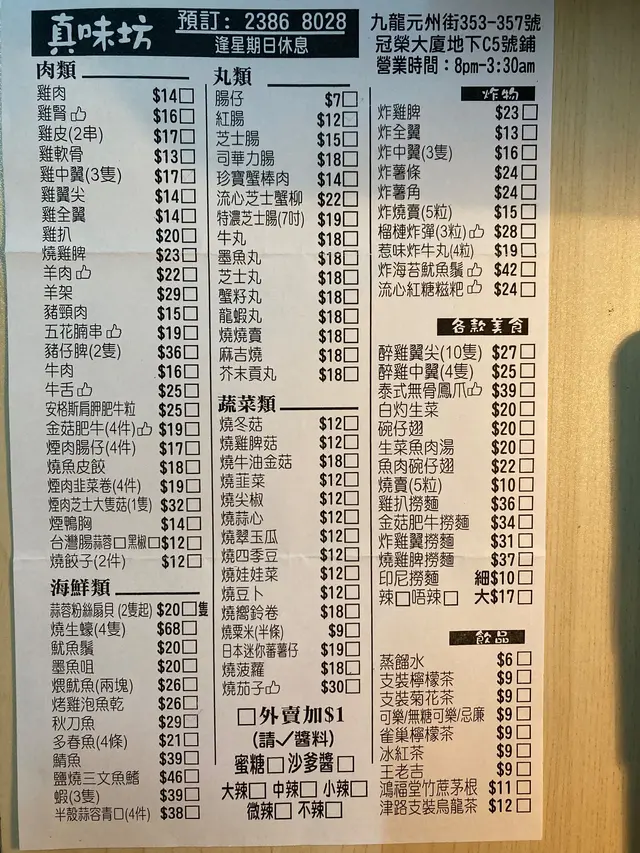 真味坊
預訂: 2386 8028
逢星期日休息
九龍元州街353-357號
冠榮大廈地下C5號鋪
營業時間：8pm-3:30am
肉類
雞肉 $14□
雞腎👍 $16□
雞皮(2串) $17□
雞軟骨 $13□
雞中翼(3隻) $17□
雞翼尖 $14□
雞全翼 $14□
雞扒 $20□
燒雞髀 $23□
羊肉👍 $22□
羊架 $29□
豬頸肉 $15□
五花腩串👍 $19□
豬仔髀(2隻) $36□
牛肉 $16□
牛舌👍 $25□
安格斯肩胛肥牛粒 $25□
金菇肥牛(4件)👍 $19□
煙肉腸仔(4件) $17□
燒魚皮餃 $18□
煙肉韭菜卷(4件) $19□
煙肉芝士大隻菇(1隻) $32□
煙鴨胸 $14□
台灣腸蒜蓉□黑椒□ $12□
燒餃子(2件) $12□
海鮮類
蒜蓉粉絲扇貝 (2隻起) $20□隻
燒生蠔(4隻) $68□
魷魚鬚 $20□
墨魚咀 $20□
煨魷魚(兩塊) $26□
烤雞泡魚乾 $26□
秋刀魚 $29□
多春魚(4條) $21□
鯖魚 $39□
鹽燒三文魚鰭 $46□
蝦(3隻) $39□
半殼蒜容青口(4件) $38□
丸類
腸仔 $7□
紅腸 $12□
芝士腸 $15□
司華力腸 $18□
珍寶蟹棒肉 $14□
流心芝士蟹柳 $22□
特濃芝士腸(7吋) $19□
牛丸 $18□
墨魚丸 $18□
芝士丸 $18□
蟹籽丸 $18□
龍蝦丸 $18□
燒燒賣 $18□
麻吉燒 $18□
芥末貢丸 $18□
蔬菜類
燒冬菇 $12□
燒雞髀菇 $12□
燒牛油金菇 $18□
燒韮菜 $12□
燒尖椒 $12□
燒蒜心 $12□
燒翠玉瓜 $12□
燒四季豆 $12□
燒娃娃菜 $12□
燒豆卜 $12□
燒嚮鈴卷 $18□
燒粟米(半條) $9□
日本迷你蕃薯仔 $19□
燒菠蘿 $18□
燒茄子👍 $30□
□外賣加$1
(請✓醬料)
蜜糖□ 沙爹醬□
大辣□ 中辣□ 小辣□
微辣□ 不辣□
炸物
炸雞髀 $23□
炸全翼 $13□
炸中翼(3隻) $16□
炸薯條 $24□
炸薯角 $24□
炸燒賣(5粒) $15□
榴槤炸彈(3粒)👍 $28□
惹味炸牛丸(4粒) $19□
炸海苔魷魚鬚👍 $42□
流心紅糖糍粑👍 $24□
各款美食
醉雞翼尖(10隻) $27□
醉雞中翼(4隻) $25□
泰式無骨鳳爪👍 $39□
白灼生菜 $20□
碗仔翅 $20□
生菜魚肉湯 $20□
魚肉碗仔翅 $22□
燒賣(5粒) $10□
雞扒撈麵 $36□
金菇肥牛撈麵 $34□
炸雞翼撈麵 $31□
燒雞髀撈麵 $37□
印尼撈麵 細$10□
辣□唔辣□ 大$17□
飲品
蒸餾水 $6□
支裝檸檬茶 $9□
支裝菊花茶 $9□
可樂/無糖可樂/忌廉 $9□
雀巢檸檬茶 $9□
冰紅茶 $9□
王老吉 $9□
鴻福堂竹蔗茅根 $11□
津路支裝烏龍茶 $12□